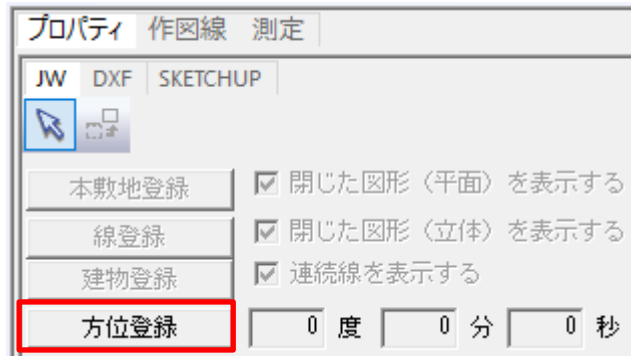 プロパティ 作図線 測定
JW DXF SKETCHUP
本敷地登録 閉じた図形（平面）を表示する
線登録 閉じた図形（立体）を表示する
建物登録 連続線を表示する
方位登録 0 度 0 分 0 秒